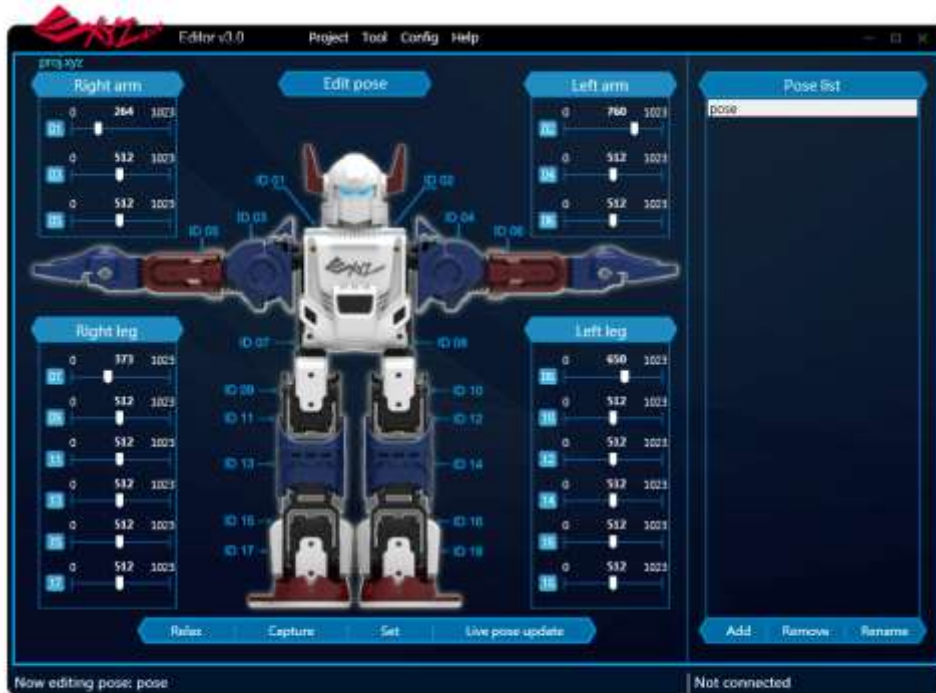 XYZ
Editor v3.0 Project Tool Config Help
proj.xyz
Right arm
0 264 1023
01
0 512 1023
03
0 512 1023
05
Edit pose
Left arm
0 760 1023
02
0 512 1023
04
0 512 1023
06
ID 01 ID 02
ID 03 ID 04
ID 05 ID 06
XYZ
ID 07 ID 08
ID 09 ID 10
ID 11 ID 12
ID 13 ID 14
ID 15 ID 16
ID 17 ID 18
Right leg
0 373 1023
07
0 512 1023
09
0 512 1023
11
0 512 1023
13
0 512 1023
15
0 512 1023
17
Left leg
0 650 1023
08
0 512 1023
10
0 512 1023
12
0 512 1023
14
0 512 1023
16
0 512 1023
18
Relax Capture Set Live pose update
Pose list
pose
Add Remove Rename
Now editing pose: pose
Not connected